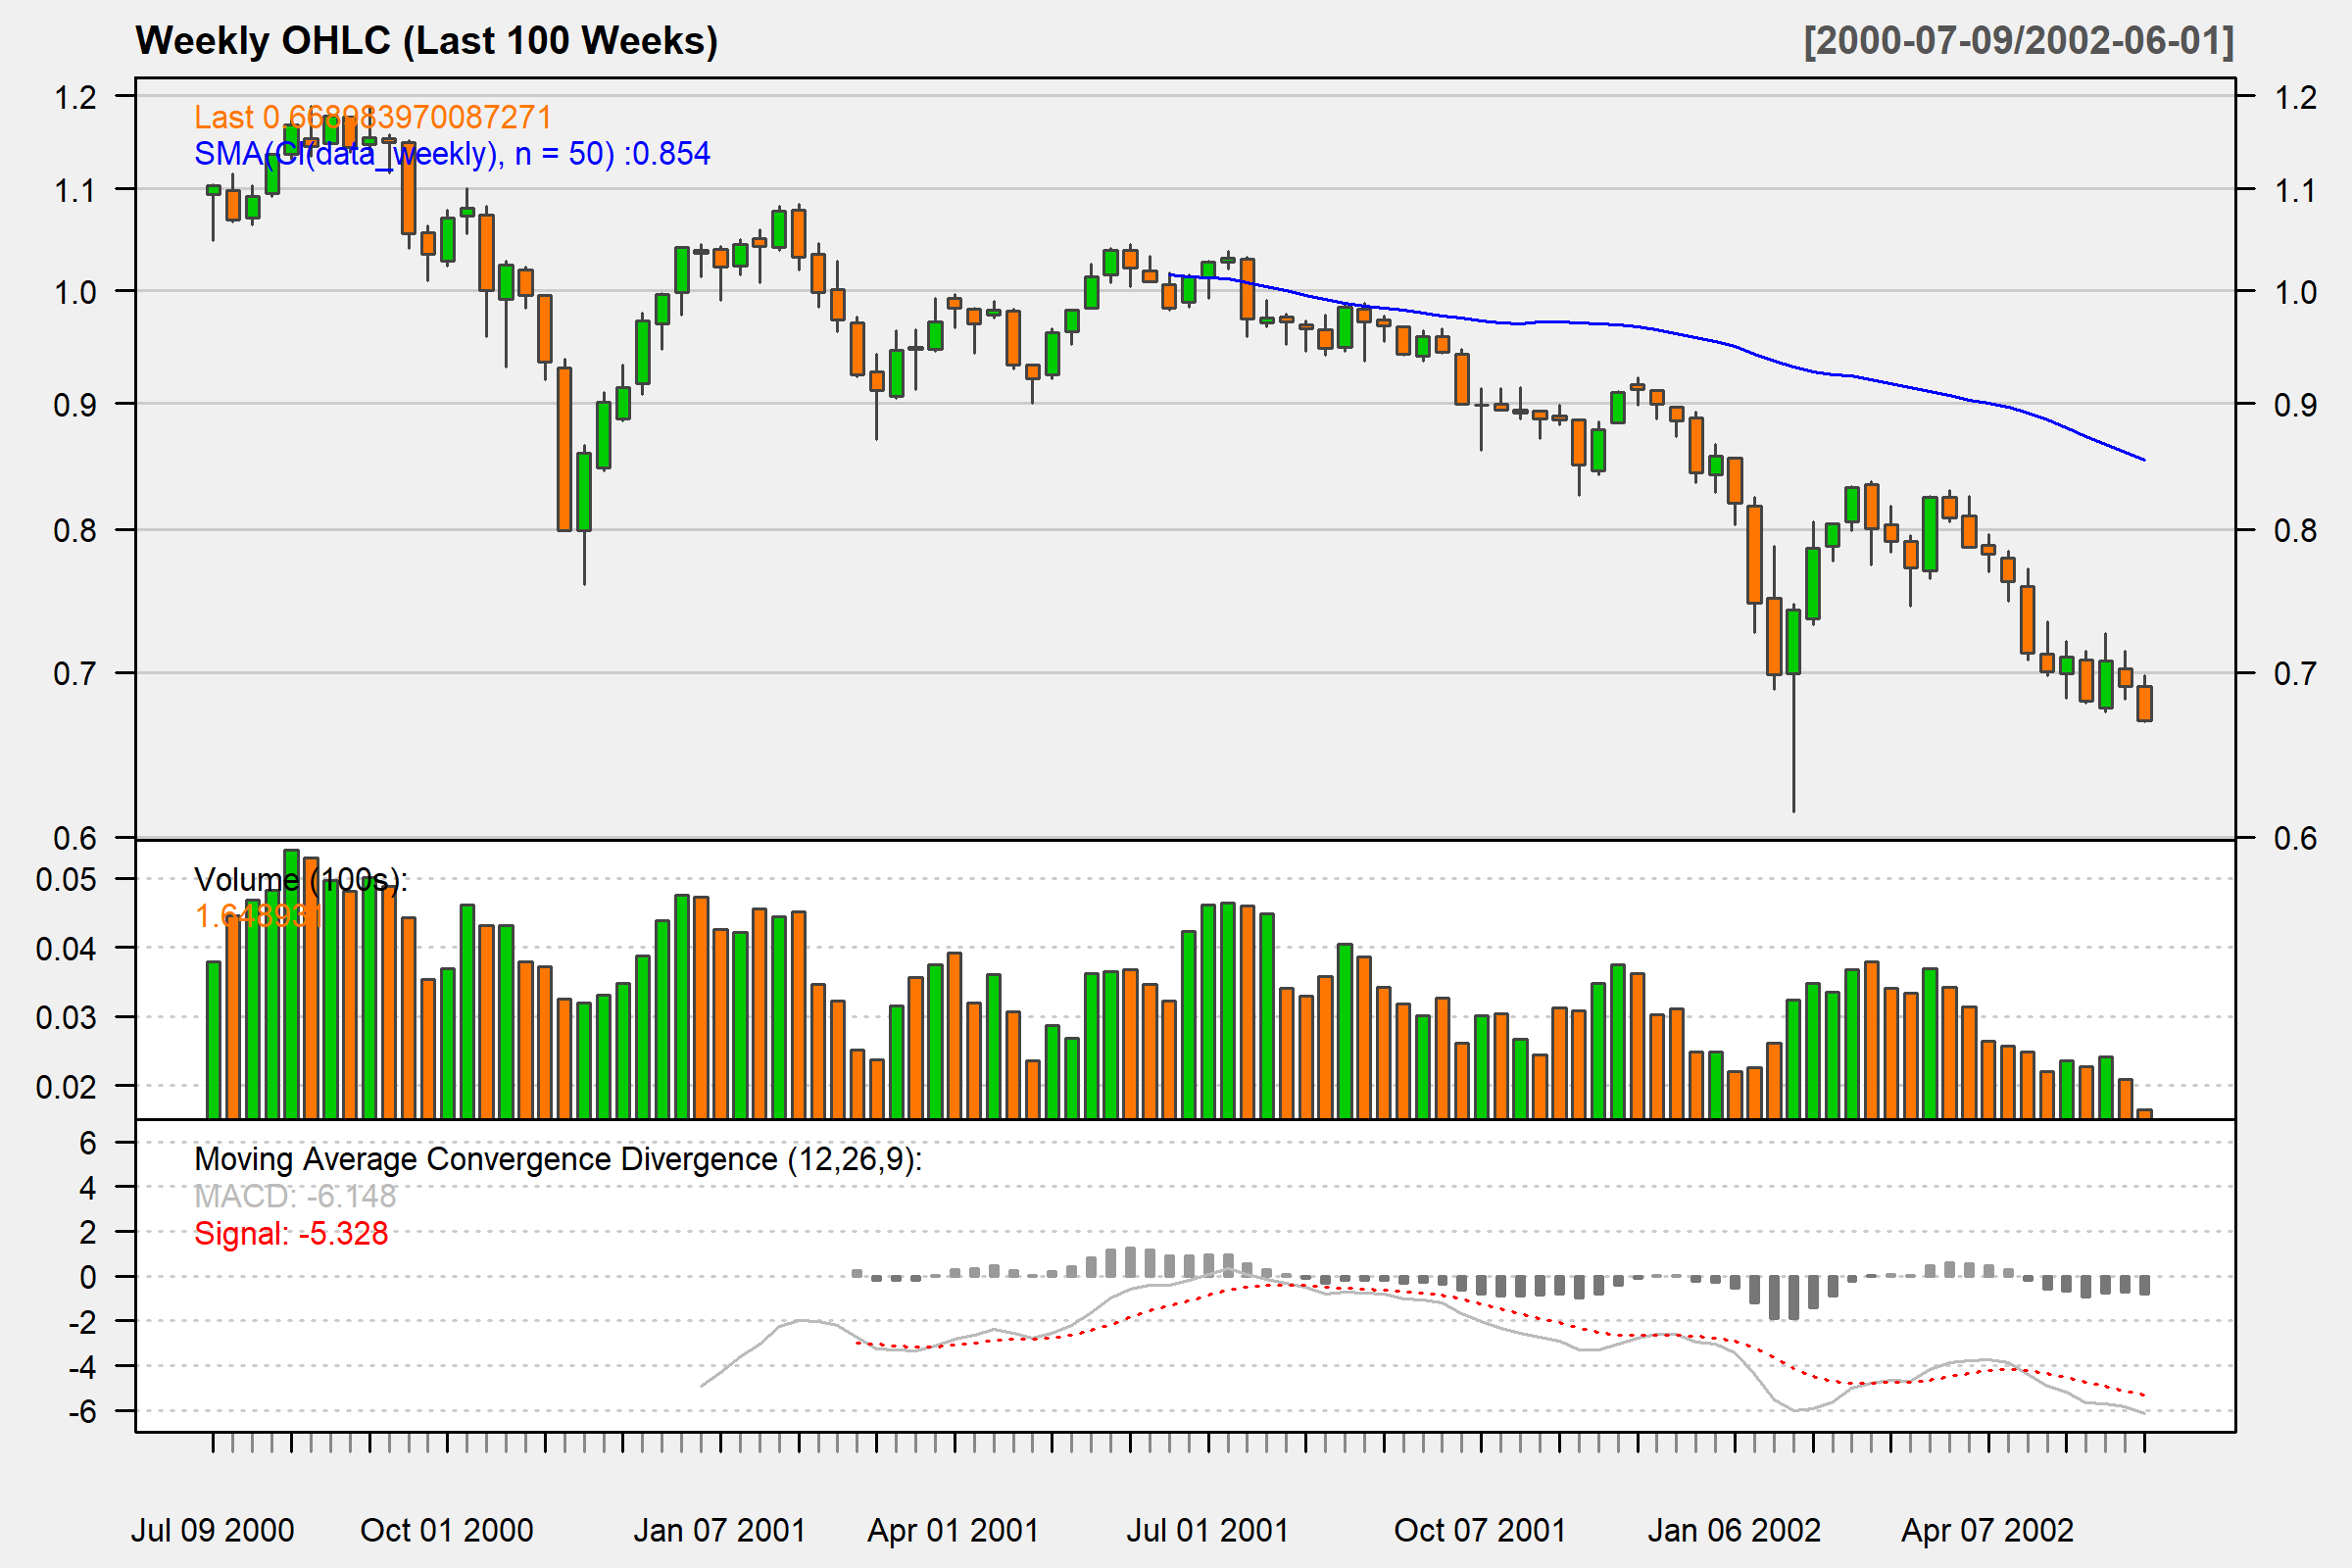 Weekly OHLC (Last 100 Weeks) [2000-07-09/2002-06-01]
1.2 1.2
Last 0.668983970087271
SMA(Cl(data_weekly), n = 50) :0.854
1.1 1.1
1.0 1.0
0.9 0.9
0.8 0.8
0.7 0.7
0.6 0.6
Volume (100s):
0.05
1.648931
0.04
0.03
0.02
6
Moving Average Convergence Divergence (12,26,9):
4
MACD: -6.148
2
Signal: -5.328
0
-2
-4
-6
Jul 09 2000 Oct 01 2000 Jan 07 2001 Apr 01 2001 Jul 01 2001 Oct 07 2001 Jan 06 2002 Apr 07 2002